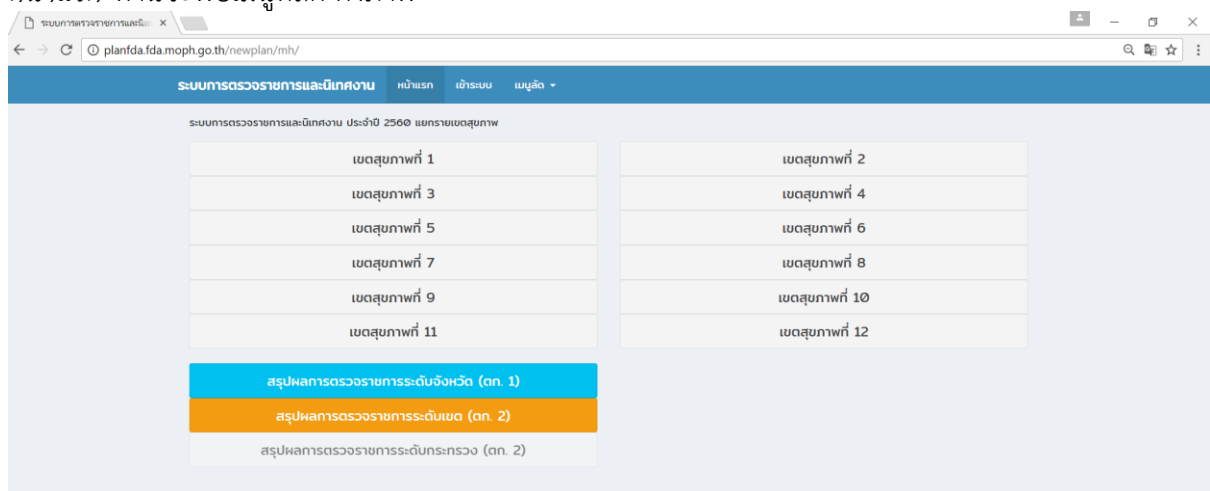 ระบบการตรวจราชการและนิเ
planfda.fda.moph.go.th/newplan/mh/
ระบบการตรวจราชการและนิเทศงาน หน้าแรก เข้าระบบ เมนูลัด
ระบบการตรวจราชการและนิเทศงาน ประจำปี 2560 แยกรายเขตสุขภาพ
เขตสุขภาพที่ 1 เขตสุขภาพที่ 2
เขตสุขภาพที่ 3 เขตสุขภาพที่ 4
เขตสุขภาพที่ 5 เขตสุขภาพที่ 6
เขตสุขภาพที่ 7 เขตสุขภาพที่ 8
เขตสุขภาพที่ 9 เขตสุขภาพที่ 10
เขตสุขภาพที่ 11 เขตสุขภาพที่ 12
สรุปผลการตรวจราชการระดับจังหวัด (ตก. 1)
สรุปผลการตรวจราชการระดับเขต (ตก. 2)
สรุปผลการตรวจราชการระดับกระทรวง (ตก. 2)